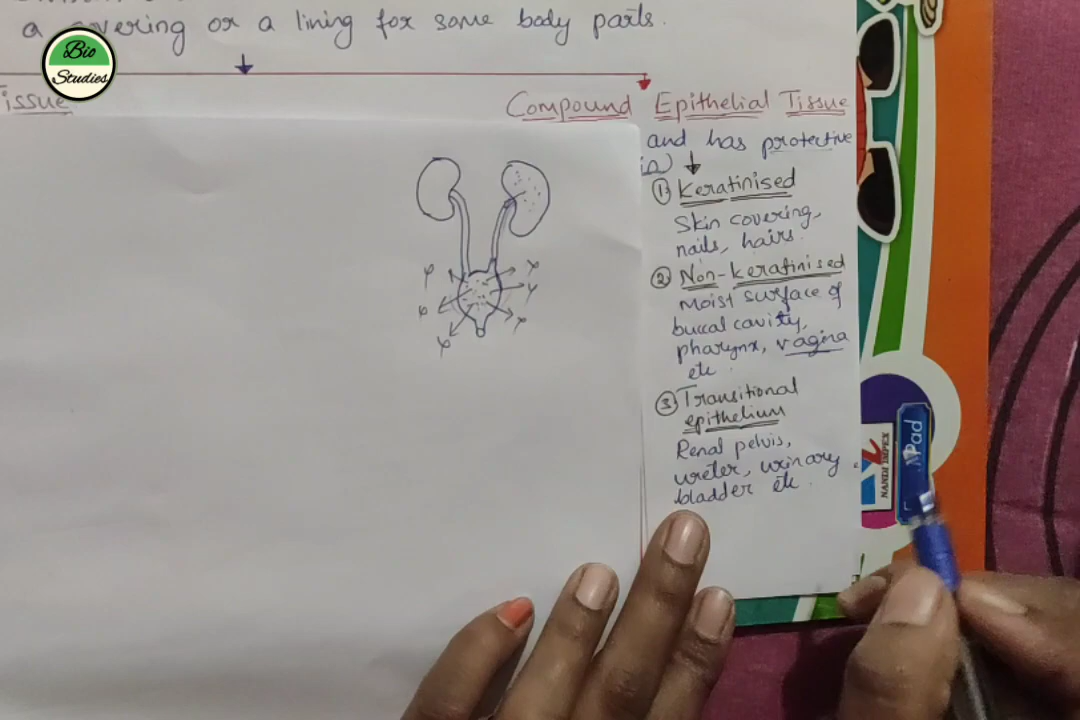 a covering or a lining for some body parts.
Bio
Studies
Tissue
Compound Epithelial Tissue
and has protective
① Keratinised
Skin covering,
nails, hairs.
② Non-keratinised
Moist surface of
buccal cavity,
pharynx, vagina
etc.
③ Transitional
epithelium
Renal pelvis,
ureter, urinary
bladder etc.
NANDI IMPEX
Pad